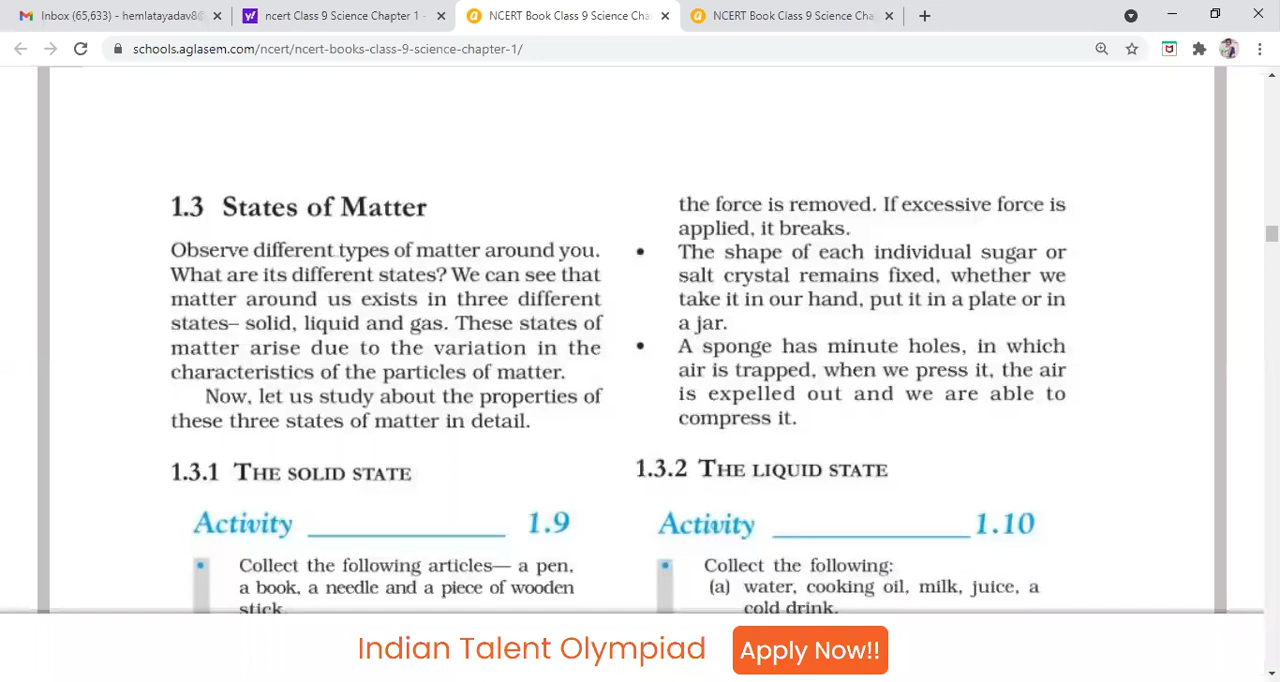 Inbox (65,633) - hemlatayadav8@
ncert Class 9 Science Chapter 1 -
NCERT Book Class 9 Science Cha
NCERT Book Class 9 Science Cha
schools.aglasem.com/ncert/ncert-books-class-9-science-chapter-1/
1.3 States of Matter
Observe different types of matter around you.
What are its different states? We can see that
matter around us exists in three different
states– solid, liquid and gas. These states of
matter arise due to the variation in the
characteristics of the particles of matter.
Now, let us study about the properties of
these three states of matter in detail.
1.3.1 THE SOLID STATE
Activity ____________ 1.9
• Collect the following articles— a pen,
a book, a needle and a piece of wooden
stick.
the force is removed. If excessive force is
applied, it breaks.
• The shape of each individual sugar or
salt crystal remains fixed, whether we
take it in our hand, put it in a plate or in
a jar.
• A sponge has minute holes, in which
air is trapped, when we press it, the air
is expelled out and we are able to
compress it.
1.3.2 THE LIQUID STATE
Activity ____________ 1.10
• Collect the following:
(a) water, cooking oil, milk, juice, a
cold drink.
Indian Talent Olympiad
Apply Now!!